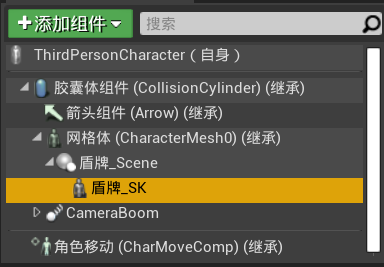 +添加组件
搜索
ThirdPersonCharacter（自身）
胶囊体组件 (CollisionCylinder) (继承)
箭头组件 (Arrow) (继承)
网格体 (CharacterMesh0) (继承)
盾牌_Scene
盾牌_SK
CameraBoom
角色移动 (CharMoveComp) (继承)